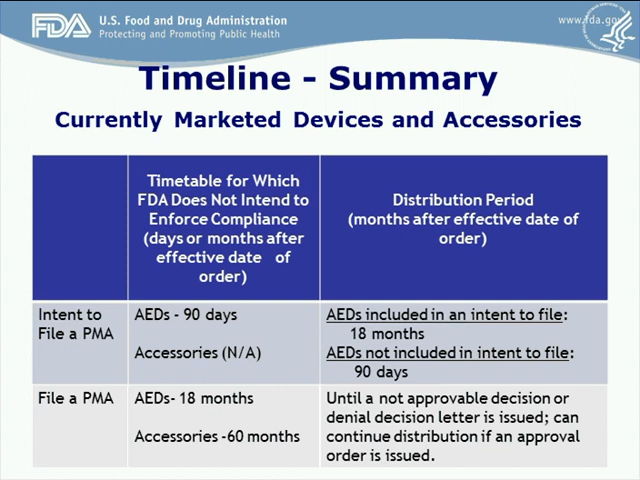 FDA U.S. Food and Drug Administration
Protecting and Promoting Public Health
www.fda.gov
Timeline - Summary
Currently Marketed Devices and Accessories
Timetable for Which
FDA Does Not Intend to
Enforce Compliance
(days or months after
effective date of
order)
Distribution Period
(months after effective date of
order)
Intent to
File a PMA
AEDs - 90 days
Accessories (N/A)
AEDs included in an intent to file:
18 months
AEDs not included in intent to file:
90 days
File a PMA
AEDs- 18 months
Accessories -60 months
Until a not approvable decision or
denial decision letter is issued; can
continue distribution if an approval
order is issued.